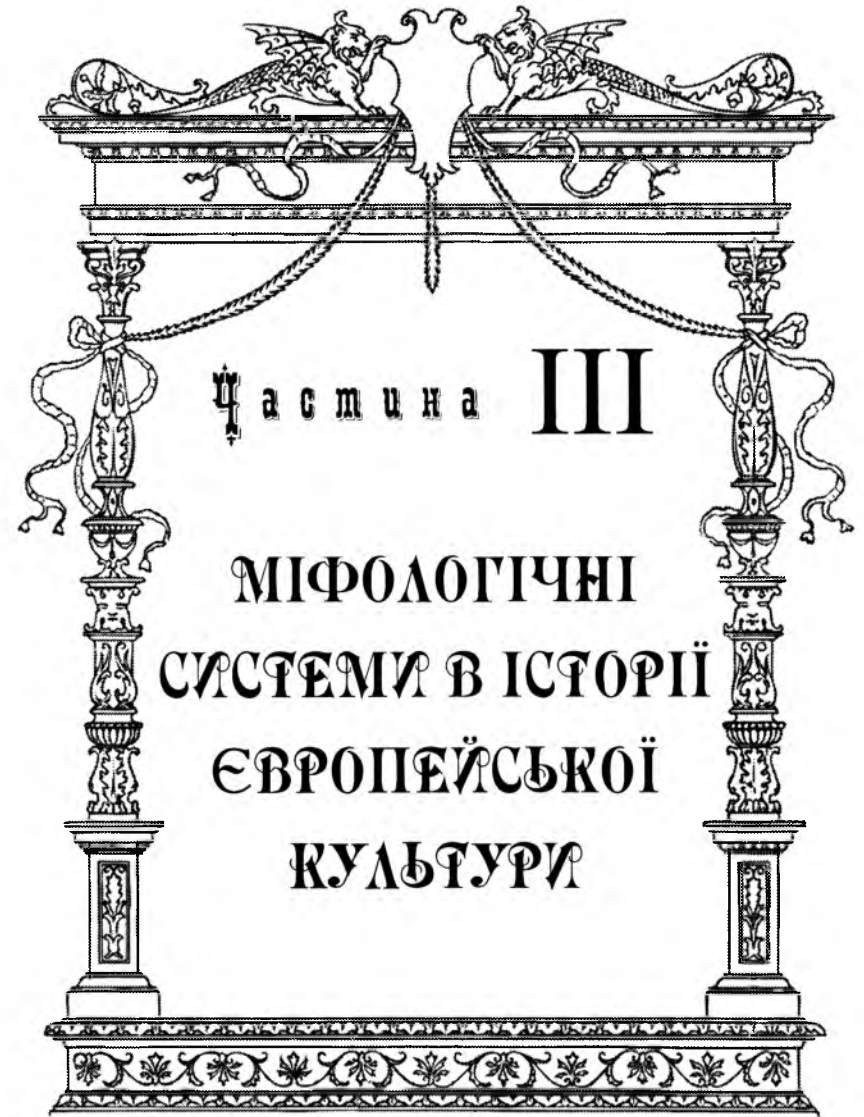 Частина III
МІФОЛОГІЧНІ
СИСТЕМИ В ІСТОРІЇ
ЄВРОПЕЙСЬКОЇ
КУЛЬТУРИ